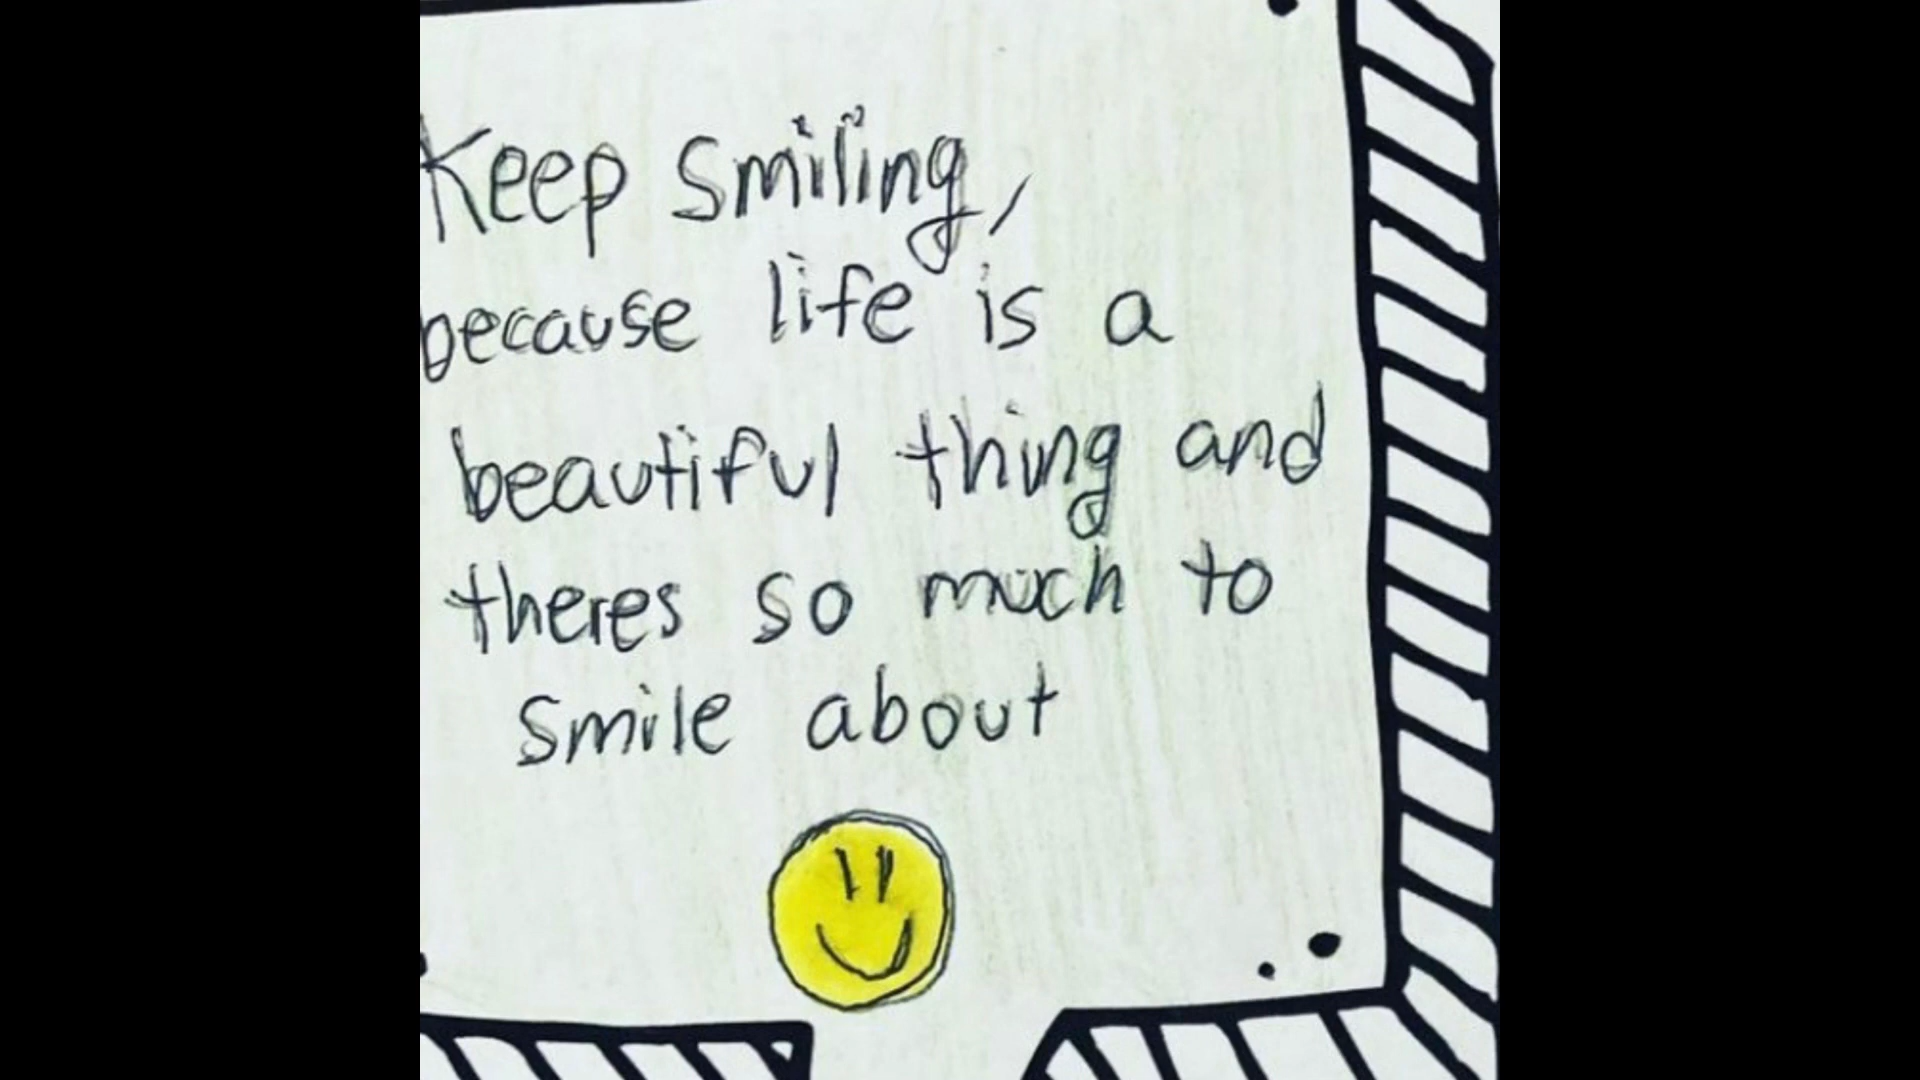 Keep smiling,
because life is a
beautiful thing and
theres so much to
smile about